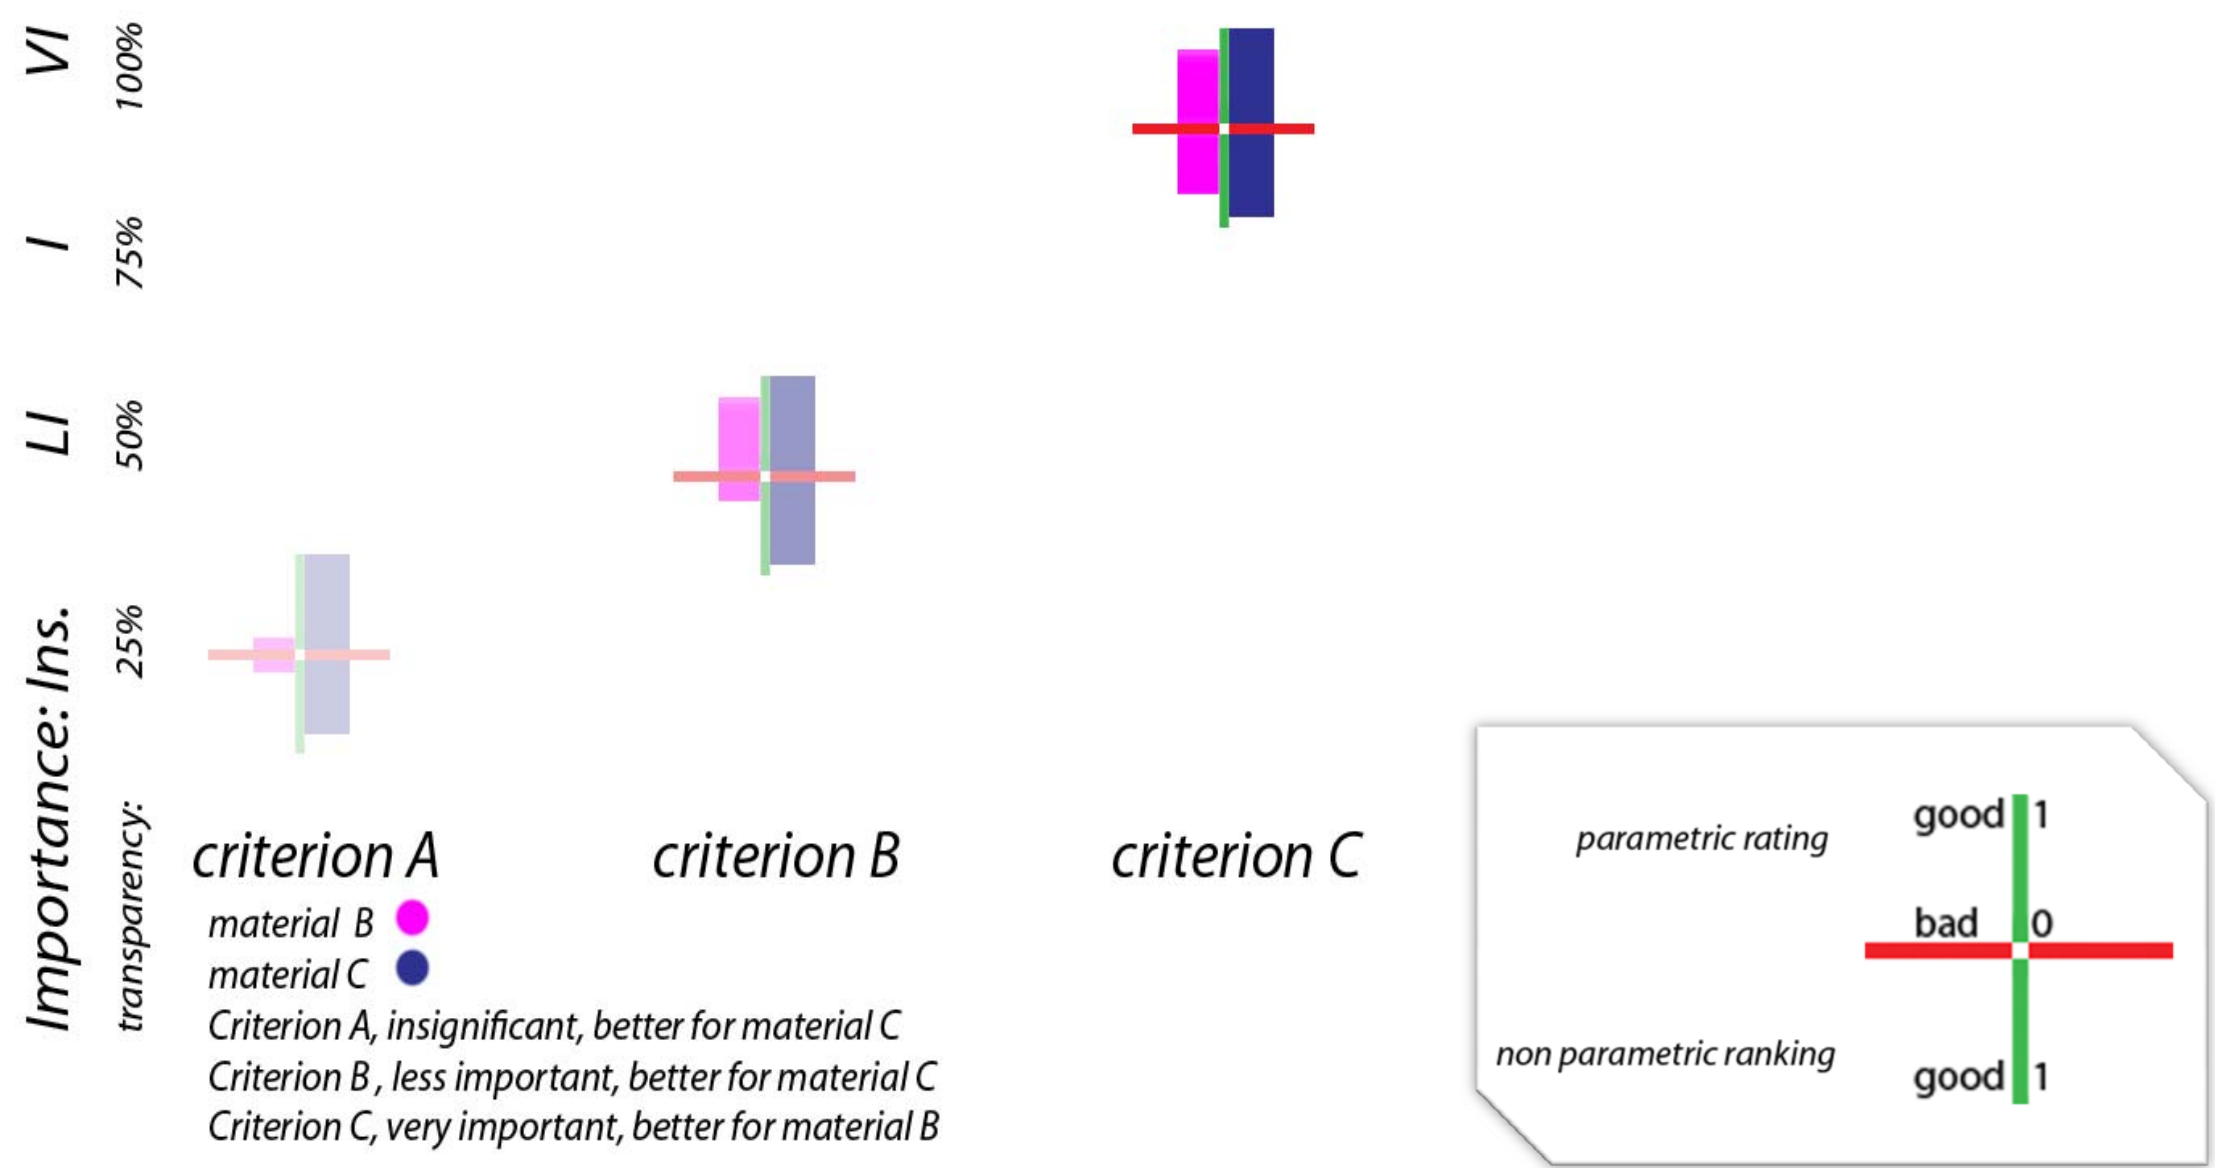 VI
I
LI
Importance: Ins.
100%
75%
50%
25%
transparency:
criterion A
criterion B
criterion C
material B
material C
Criterion A, insignificant, better for material C
Criterion B , less important, better for material C
Criterion C, very important, better for material B
parametric rating
good 1
bad 0
non parametric ranking
good 1